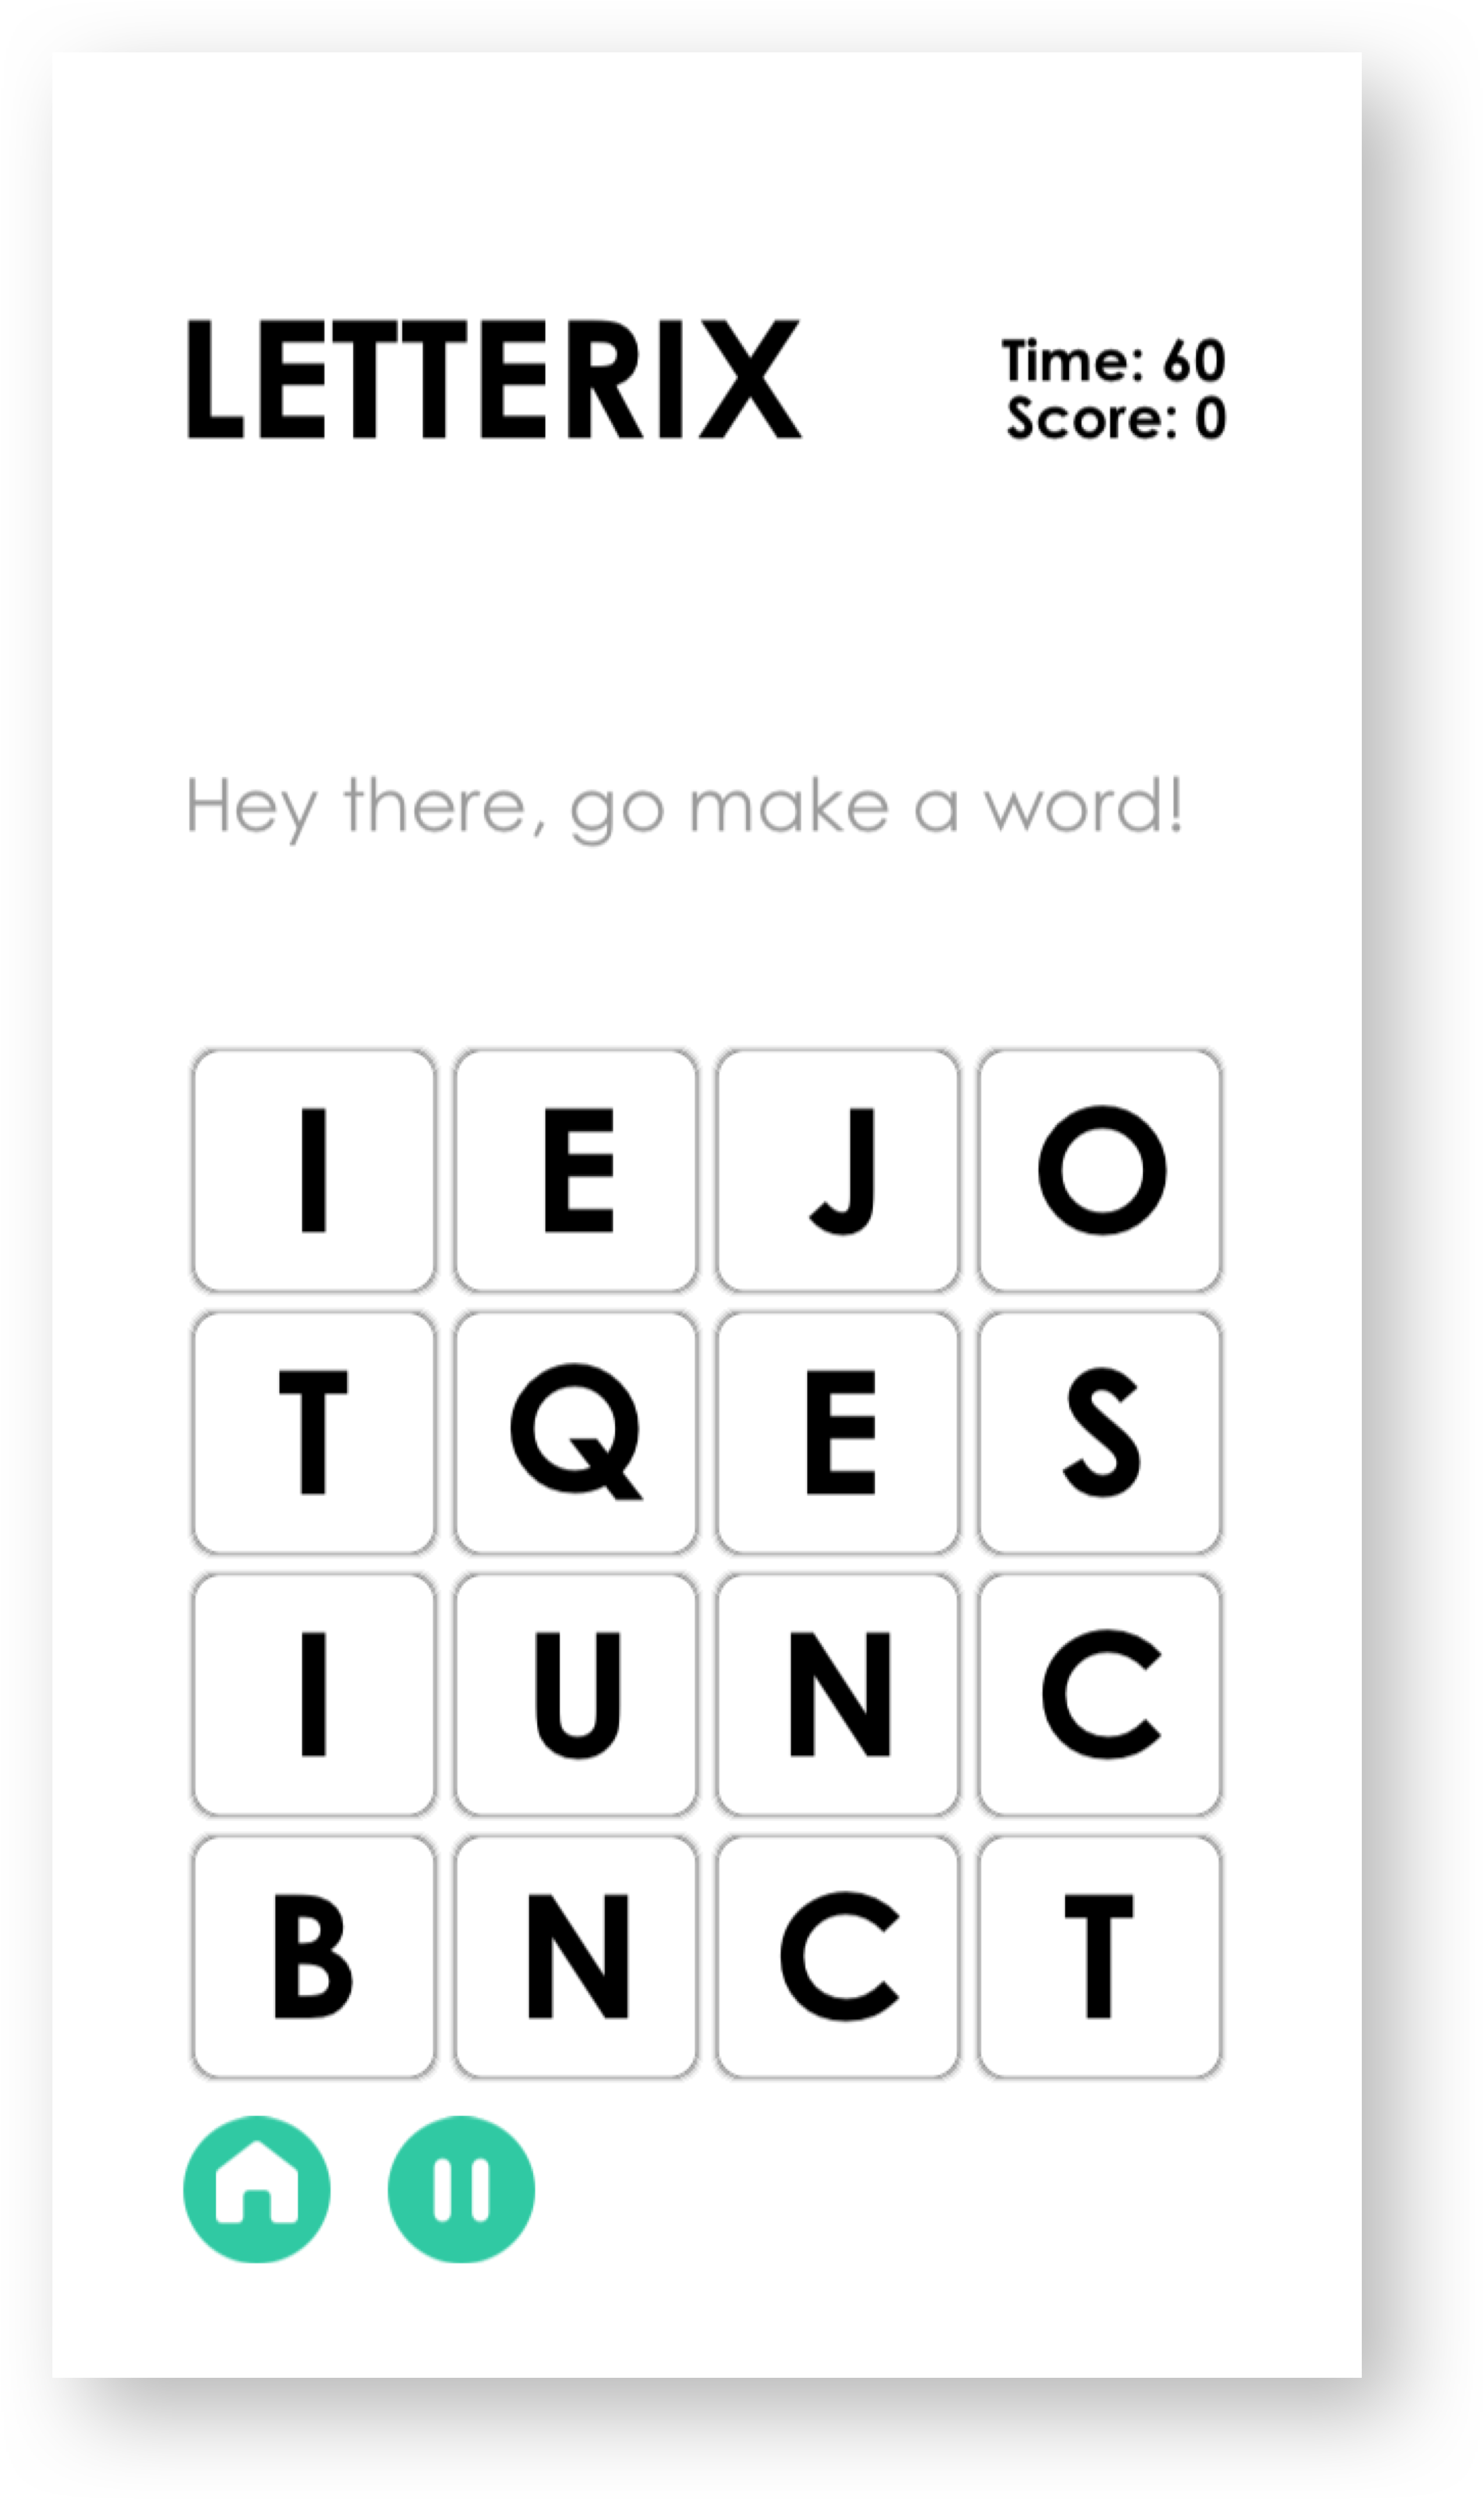 LETTERIX
Time: 60
Score: 0
Hey there, go make a word!
I E J O
T Q E S
I U N C
B N C T